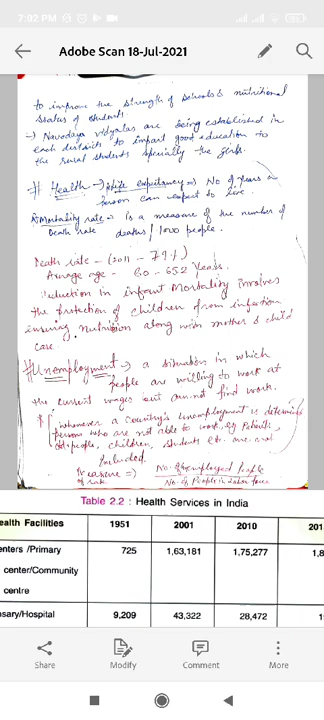 7:02 PM
Adobe Scan 18-Jul-2021
to improve the strength of schools & nutritional
status of students.
-) Navodaya vidyalas are being established in
each districts to impart good education to
the rural students specially the girls.
# Health -> Life expectancy => No of years a
person can expect to live.
Mortality rate - is a measure of the number of
Death rate deaths / 1000 people.
Death rate - (2011 -
Average age - 60 - 65.2 Years.
Reduction in infant Mortality involves
the protection of children from infection
ensuring nutrition along with mother & child
care.
# Unemployment -> a situation in which
people are willing to work at
the current wages but cannot find work.
Whenever a Country's Unemployment is determined
person who are not able to work, eg Patients,
old people, children, students etc. are not
Included.
Measure =) No. of Unemployed people
of rate No. of People in Labor force
Table 2.2 : Health Services in India
ealth Facilities 1951 2001 2010 201
enters /Primary 725 1,63,181 1,75,277 1,8
center/Community
centre
nsary/Hospital 9,209 43,322 28,472 1
Share Modify Comment More